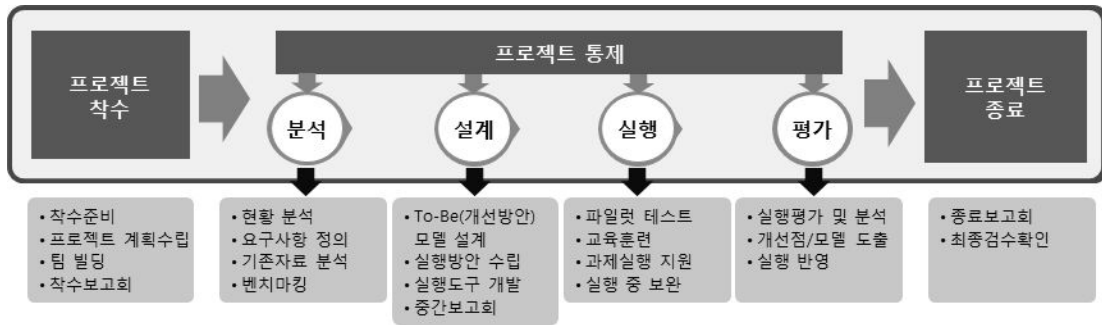 프로젝트
착수
프로젝트 통제
분석
설계
실행
평가
프로젝트
종료
• 착수준비
• 프로젝트 계획수립
• 팀 빌딩
• 착수보고회
• 현황 분석
• 요구사항 정의
• 기존자료 분석
• 벤치마킹
• To-Be(개선방안)
모델 설계
• 실행방안 수립
• 실행도구 개발
• 중간보고회
• 파일럿 테스트
• 교육훈련
• 과제실행 지원
• 실행 중 보완
• 실행평가 및 분석
• 개선점/모델 도출
• 실행 반영
• 종료보고회
• 최종검수확인